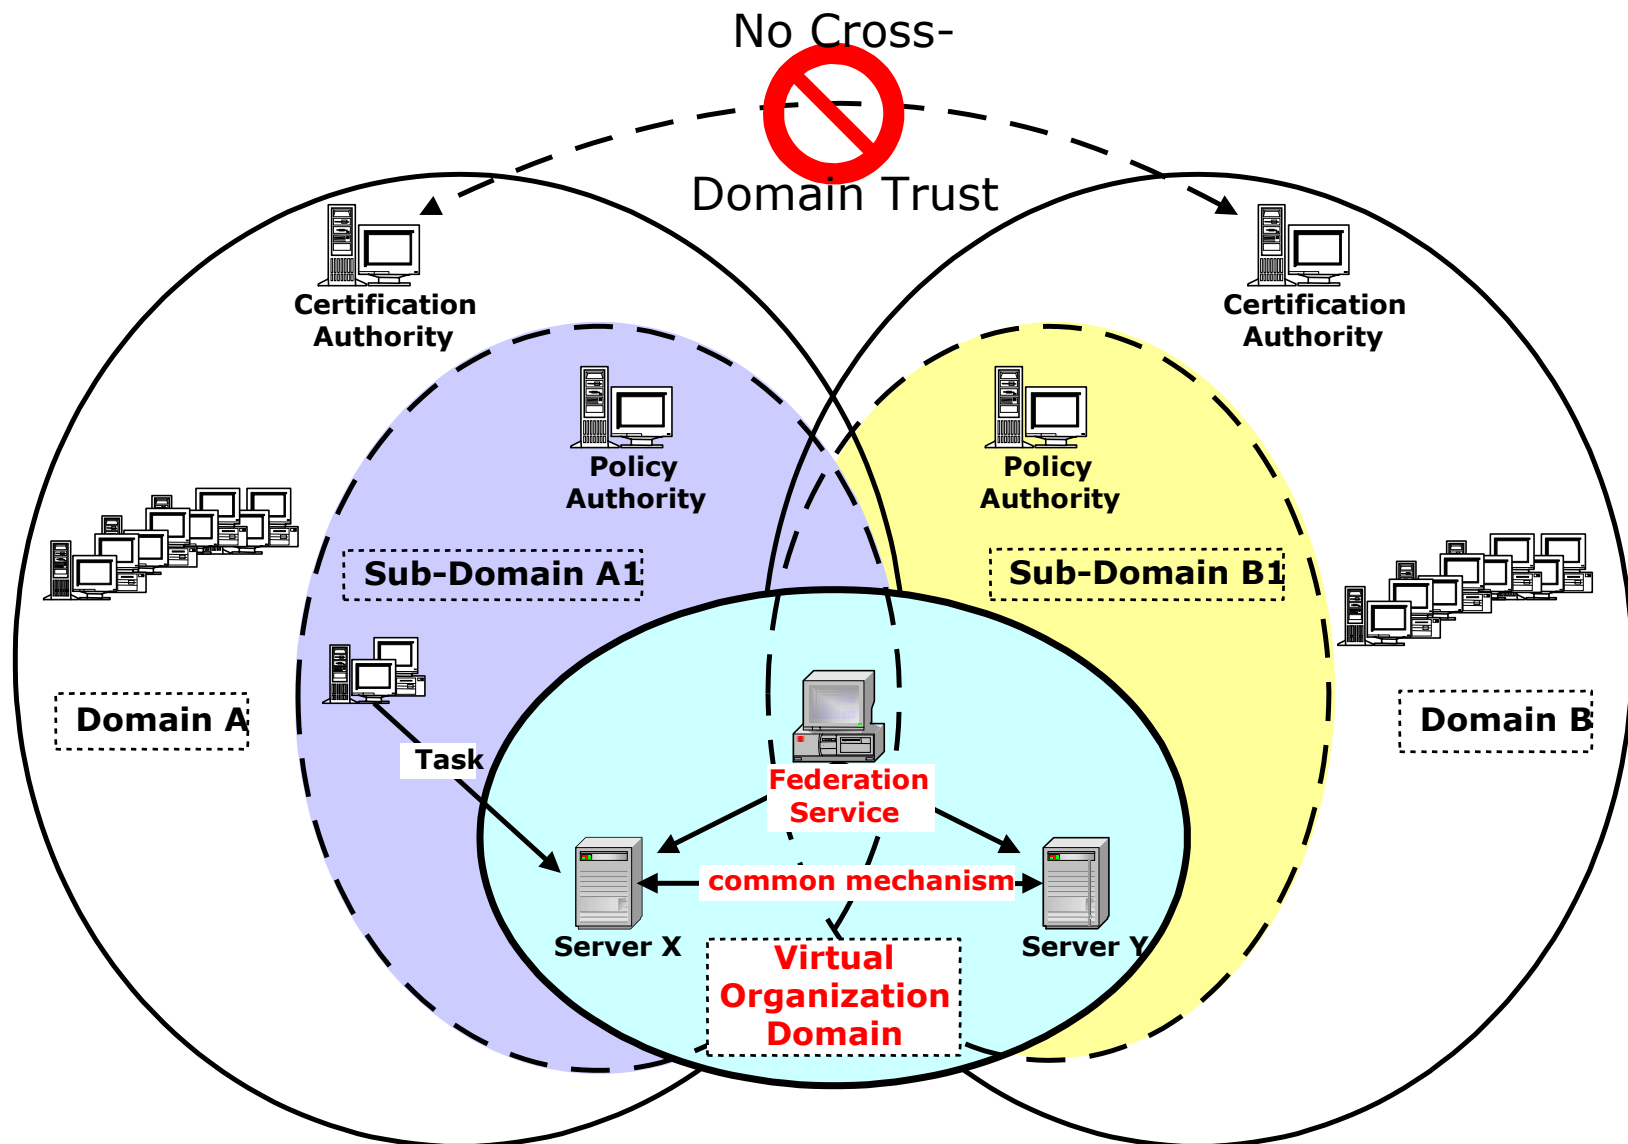 No Cross-
Domain Trust
Certification
Authority
Certification
Authority
Policy
Authority
Policy
Authority
Sub-Domain A1
Sub-Domain B1
Domain A
Domain B
Task
Federation
Service
common mechanism
Server X
Server Y
Virtual
Organization
Domain